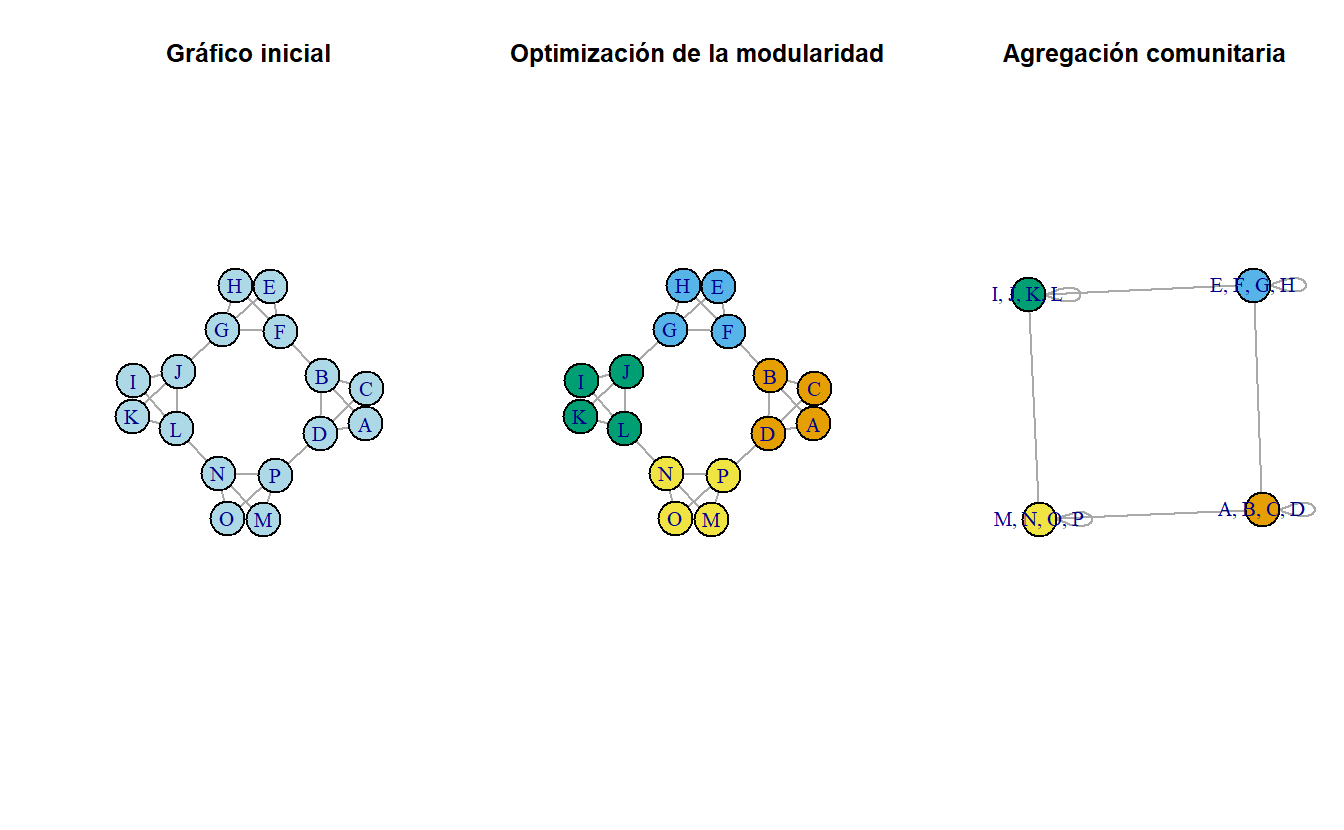 Gráfico inicial
Optimización de la modularidad
Agregación comunitaria
H E
G F
I J B C
K L D A
N P
O M
H E
G F
I J B C
K L D A
N P
O M
I, J, K, L
E, F, G, H
M, N, O, P
A, B, C, D